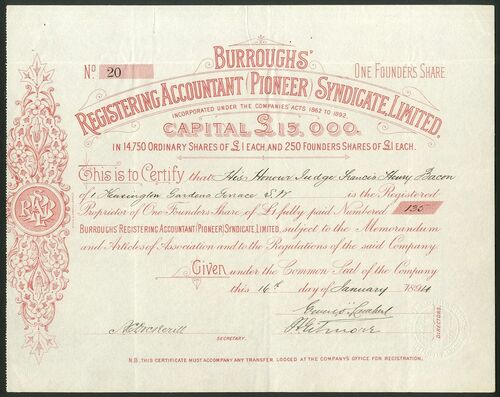 No. 20
ONE FOUNDERS SHARE
BURROUGHS'
REGISTERING ACCOUNTANT (PIONEER) SYNDICATE, LIMITED.
INCORPORATED UNDER THE COMPANIES' ACTS 1862 TO 1892.
CAPITAL £15,000.
IN 14,750 ORDINARY SHARES OF £1 EACH, AND 250 FOUNDERS SHARES OF £1 EACH.
This is to Certify that His Honour Judge Francis Henry Bacon
of 1 Kensington Gardens Terrace S.W is the Registered
Proprietor of One Founders Share of £1 fully paid Numbered 130
BURROUGHS REGISTERING ACCOUNTANT (PIONEER) SYNDICATE, LIMITED, subject to the Memorandum
and Articles of Association and to the Regulations of the said Company.
Given under the Common Seal of the Company
this 16th day of January 1894
DIRECTORS.
SECRETARY.
N.B. THIS CERTIFICATE MUST ACCOMPANY ANY TRANSFER LODGED AT THE COMPANY'S OFFICE FOR REGISTRATION.